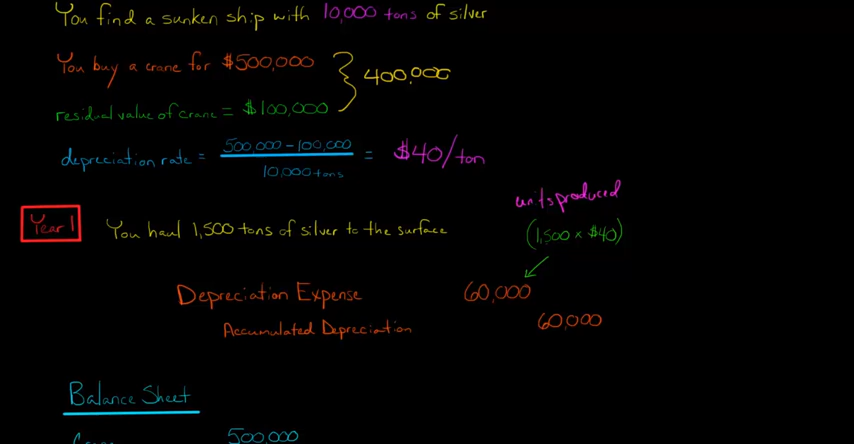 You find a sunken ship with 10,000 tons of silver
You buy a crane for $500,000
400,000
residual value of crane = $100,000
depreciation rate = 500,000 - 100,000 / 10,000 tons = $40/ton
units produced
Year 1 You haul 1,500 tons of silver to the surface (1,500 x $40)
Depreciation Expense 60,000
Accumulated Depreciation 60,000
Balance Sheet
Crane 500,000